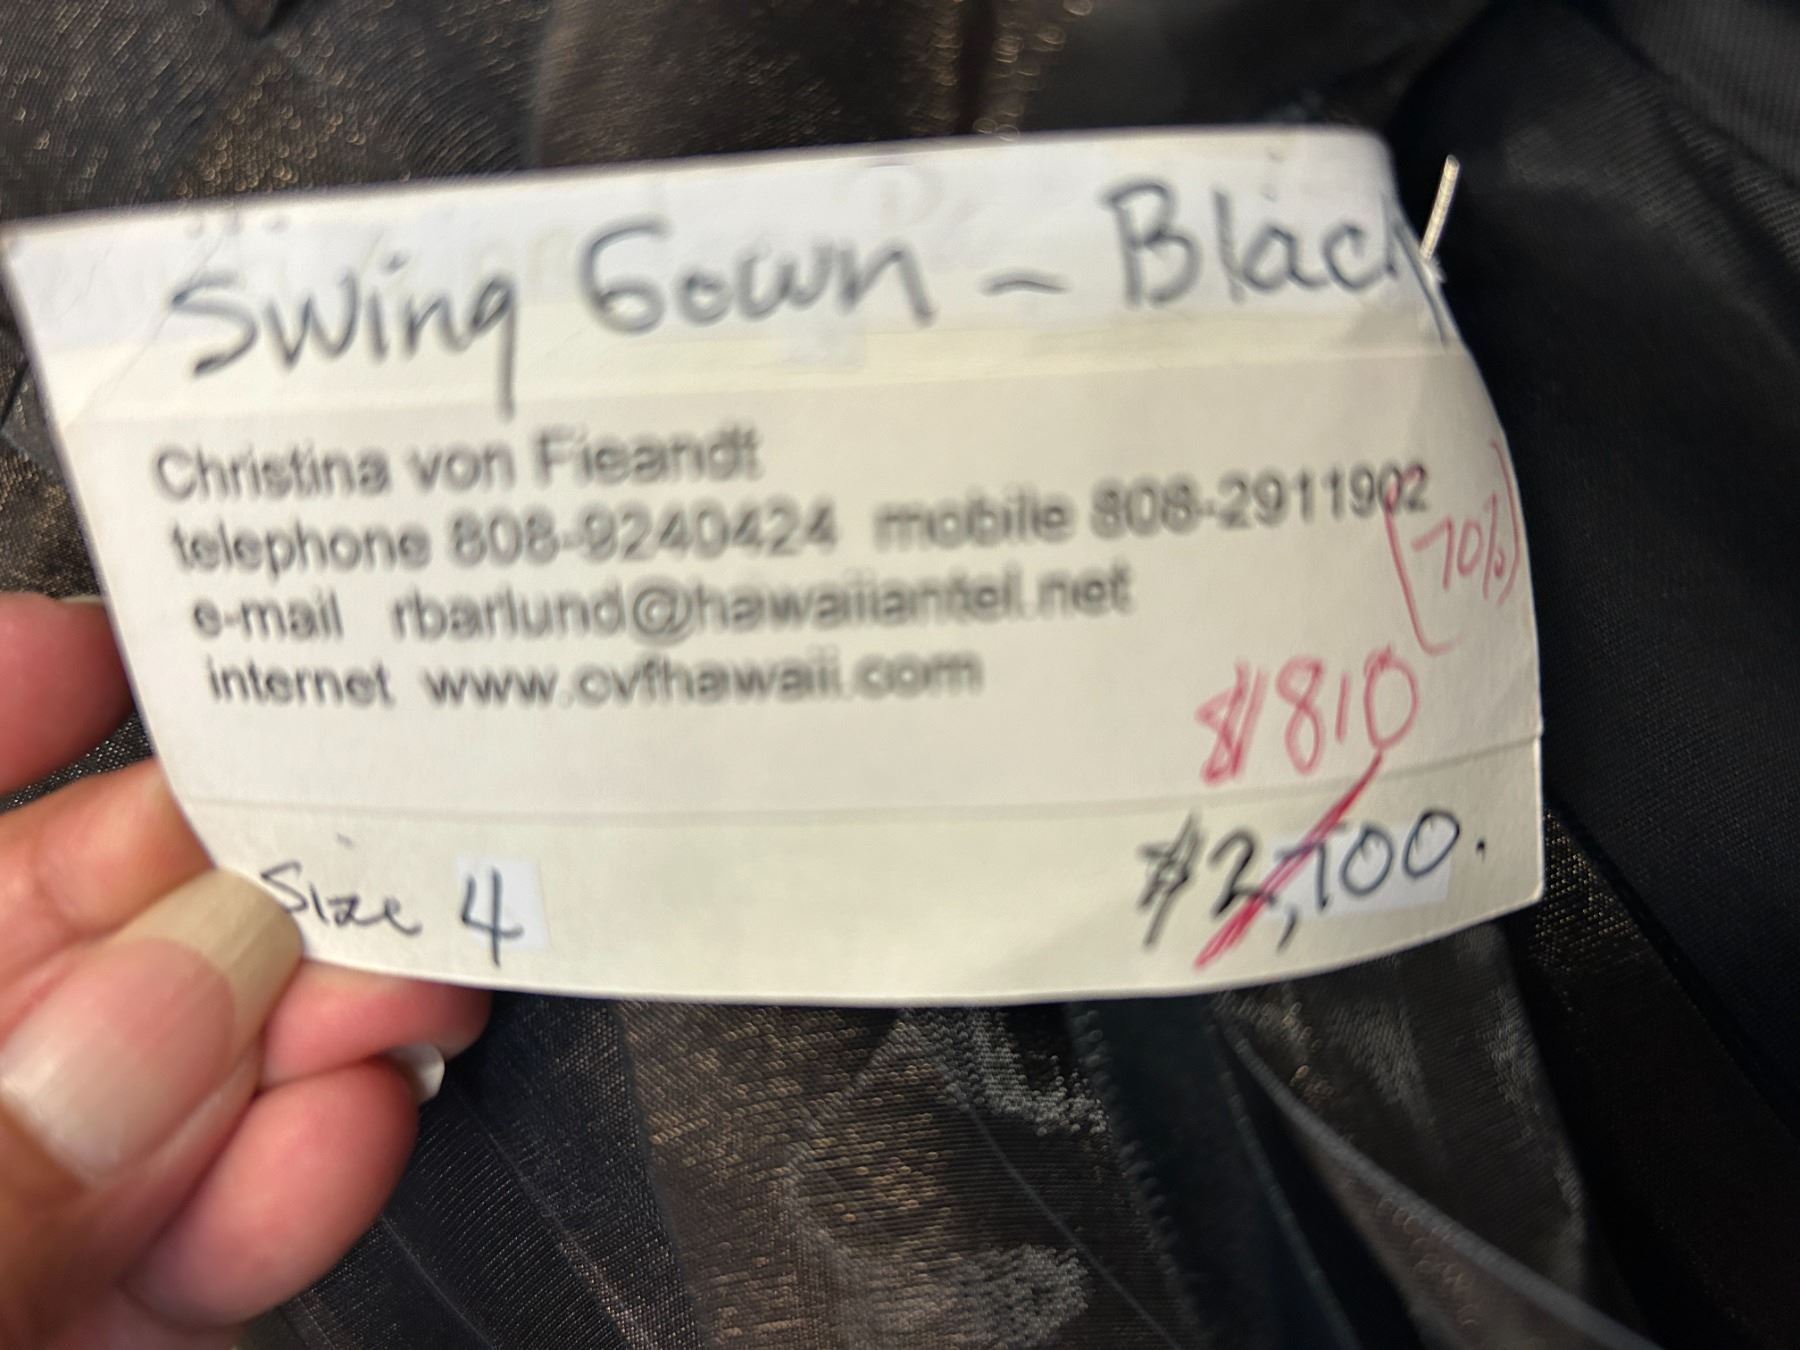 Swing Gown - Black
Christina von Fieandt
telephone 808-9240424 mobile 808-2911902
e-mail rbarlund@hawaiiantel.net
internet www.cvfhawaii.com
[70%]
$810
Size 4
$2,700.